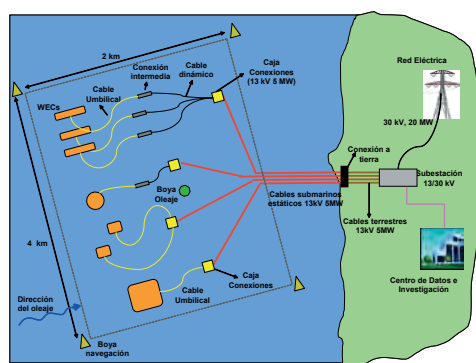 2 km
Conexión
intermedia
Cable
dinámico
Caja
Conexiones
(13 kV 5 MW)
Red Eléctrica
WECs
Cable
Umbilical
30 kV, 20 MW
Conexión a
tierra
Subestación
13/30 kV
Boya
Oleaje
Cables submarinos
estáticos 13kV 5MW
Cables terrestres
13kV 5MW
4 km
Cable
Umbilical
Caja
Conexiones
Centro de Datos e
Investigación
Dirección
del oleaje
Boya
navegación